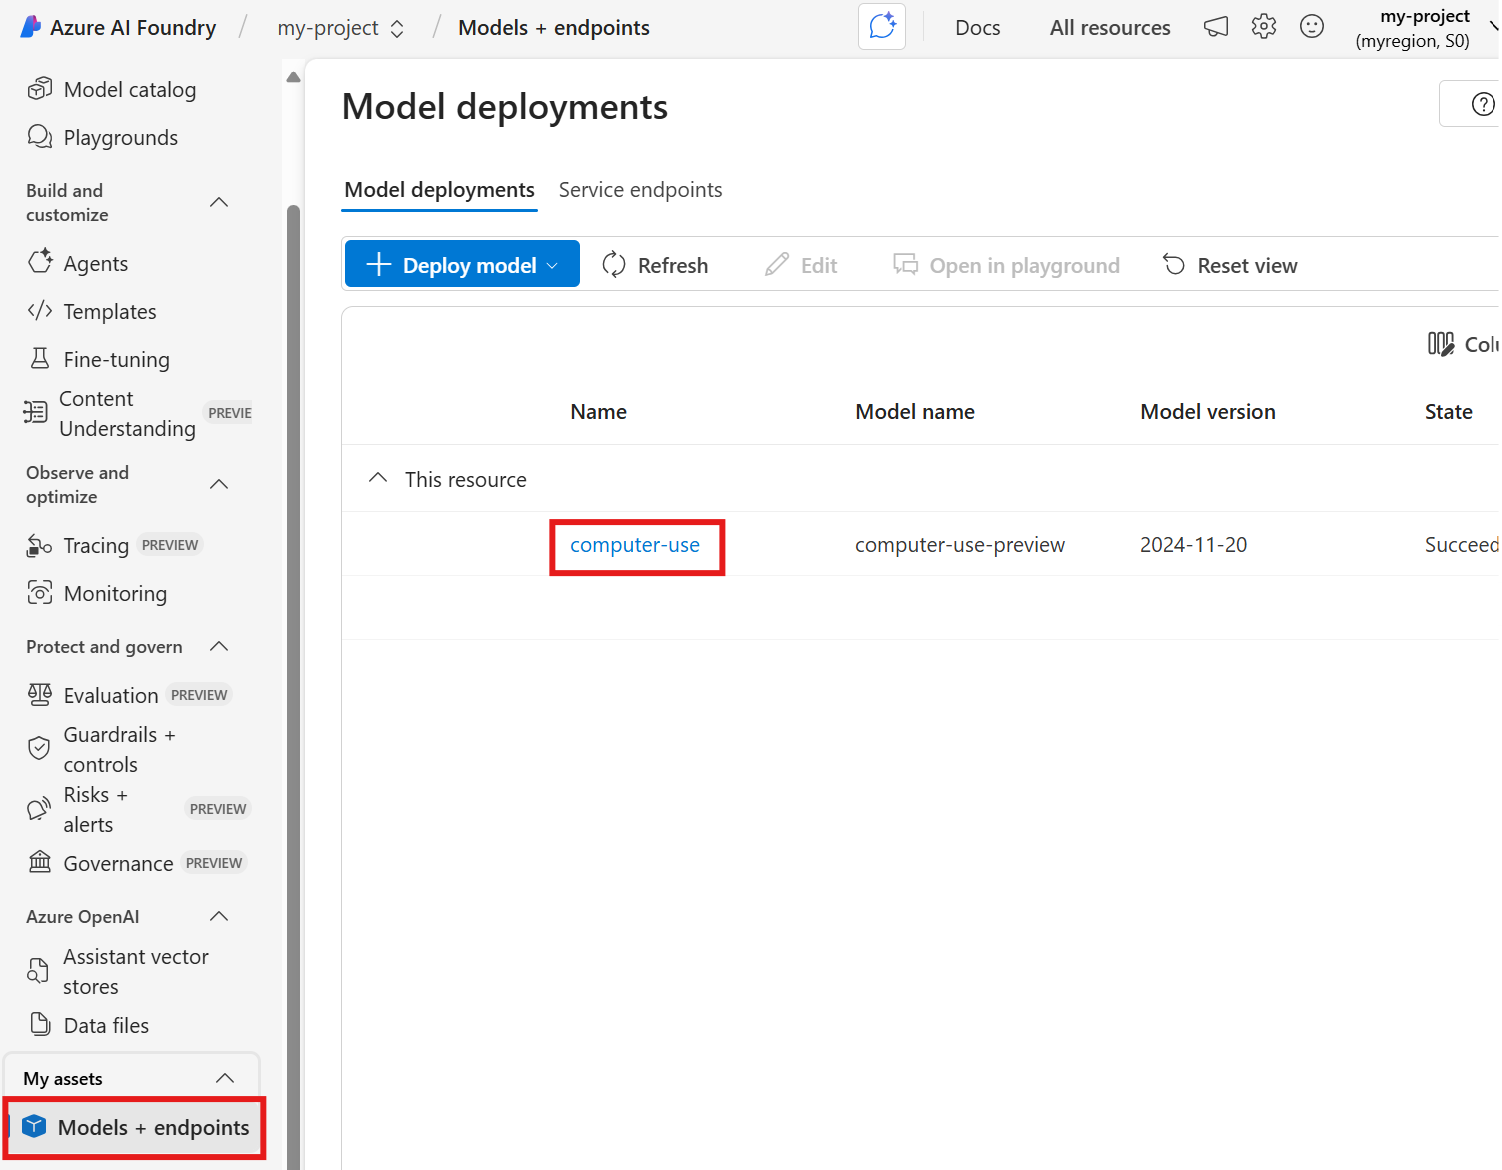 Azure AI Foundry / my-project / Models + endpoints
Docs
All resources
my-project
(myregion, S0)
Model catalog
Playgrounds
Build and
customize
Agents
Templates
Fine-tuning
Content
Understanding
PREVIE
Observe and
optimize
Tracing PREVIEW
Monitoring
Protect and govern
Evaluation PREVIEW
Guardrails +
controls
Risks +
alerts
PREVIEW
Governance PREVIEW
Azure OpenAI
Assistant vector
stores
Data files
My assets
Models + endpoints
Model deployments
Model deployments Service endpoints
Deploy model Refresh Edit Open in playground Reset view
Colu
Name Model name Model version State
This resource
computer-use computer-use-preview 2024-11-20 Succeed